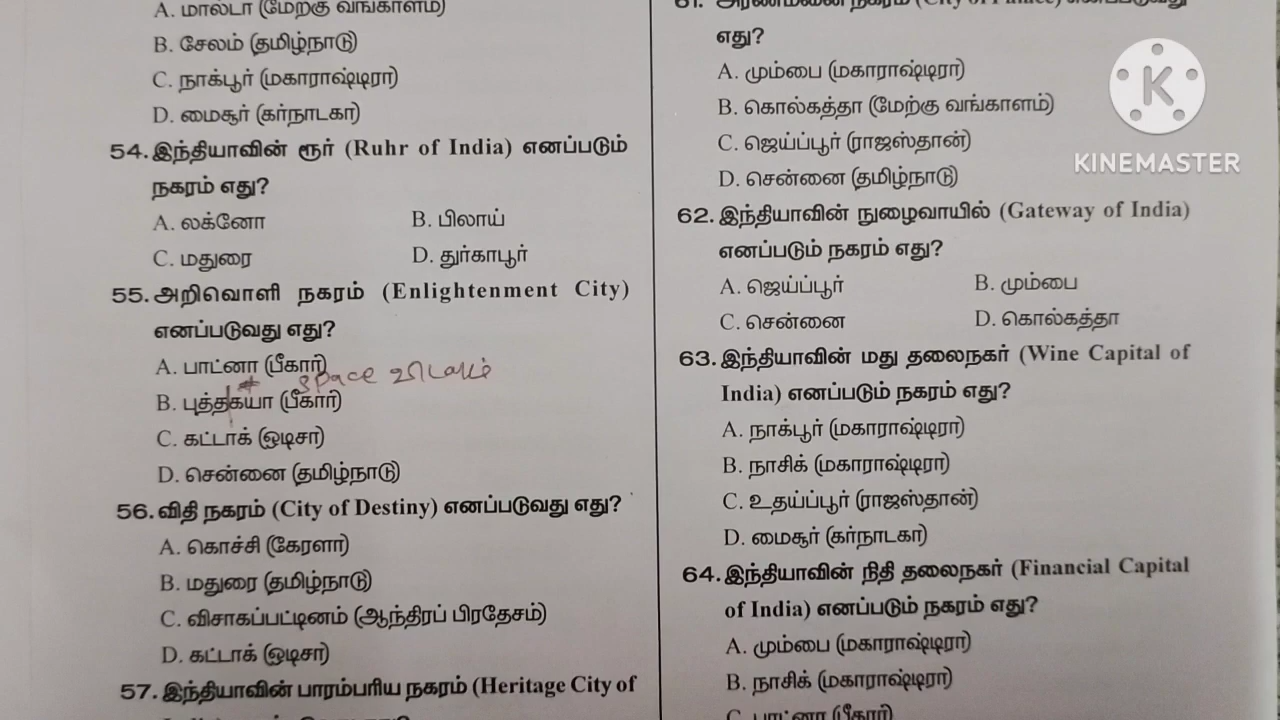 A. மால்டா (மேற்கு வங்காளம்)
B. சேலம் (தமிழ்நாடு)
C. நாக்பூர் (மகாராஷ்டிரா)
D. மைசூர் (கர்நாடகா)
54. இந்தியாவின் ரூர் (Ruhr of India) எனப்படும்
நகரம் எது?
A. லக்னோ B. பிலாய்
C. மதுரை D. துர்காபூர்
55. அறிவொளி நகரம் (Enlightenment City)
எனப்படுவது எது?
A. பாட்னா (பீகார்)
space விடவும்
B. புத்தகயா (பீகார்)
C. கட்டாக் (ஒடிசா)
D. சென்னை (தமிழ்நாடு)
56. விதி நகரம் (City of Destiny) எனப்படுவது எது?
A. கொச்சி (கேரளா)
B. மதுரை (தமிழ்நாடு)
C. விசாகப்பட்டினம் (ஆந்திரப் பிரதேசம்)
D. கட்டாக் (ஒடிசா)
57. இந்தியாவின் பாரம்பரிய நகரம் (Heritage City of
61. அரண்மனை நகரம் (City of Palace) எனப்படுவது
எது?
A. மும்பை (மகாராஷ்டிரா)
B. கொல்கத்தா (மேற்கு வங்காளம்)
C. ஜெய்ப்பூர் (ராஜஸ்தான்)
D. சென்னை (தமிழ்நாடு)
62. இந்தியாவின் நுழைவாயில் (Gateway of India)
எனப்படும் நகரம் எது?
A. ஜெய்ப்பூர் B. மும்பை
C. சென்னை D. கொல்கத்தா
63. இந்தியாவின் மது தலைநகர் (Wine Capital of
India) எனப்படும் நகரம் எது?
A. நாக்பூர் (மகாராஷ்டிரா)
B. நாசிக் (மகாராஷ்டிரா)
C. உதய்ப்பூர் (ராஜஸ்தான்)
D. மைசூர் (கர்நாடகா)
64. இந்தியாவின் நிதி தலைநகர் (Financial Capital
of India) எனப்படும் நகரம் எது?
A. மும்பை (மகாராஷ்டிரா)
B. நாசிக் (மகாராஷ்டிரா)
C. பாட்னா (பீகார்)
K
KINEMASTER